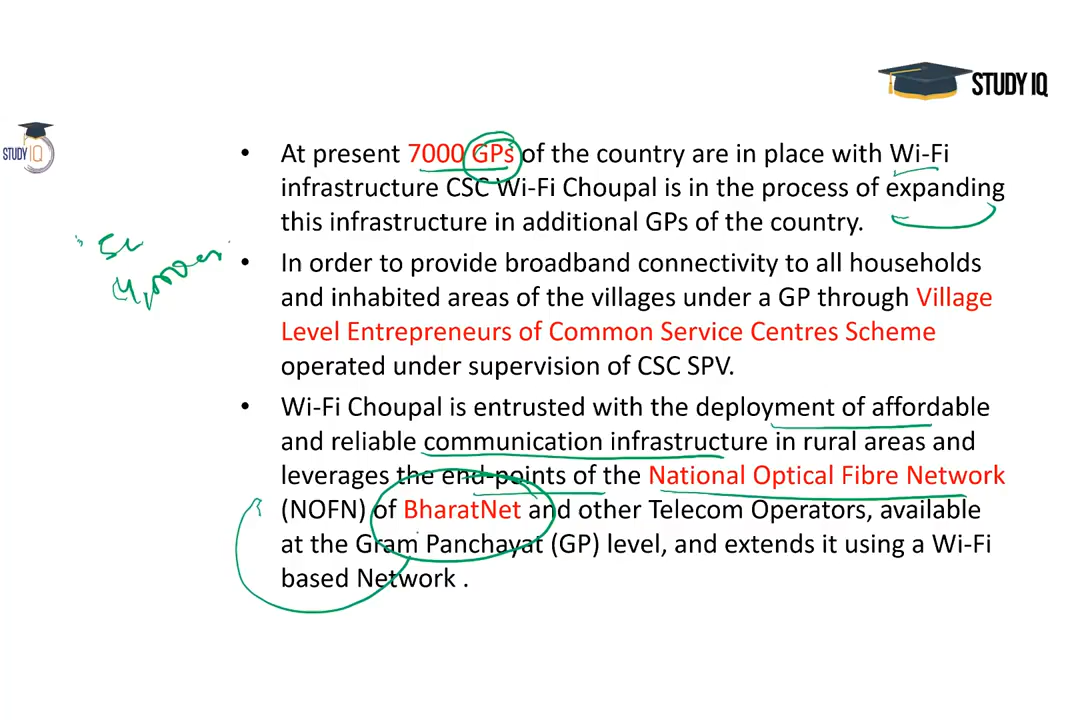 STUDY IQ
STUDY IQ
• At present 7000 GPs of the country are in place with Wi-Fi
infrastructure CSC Wi-Fi Choupal is in the process of expanding
this infrastructure in additional GPs of the country.
• In order to provide broadband connectivity to all households
and inhabited areas of the villages under a GP through Village
Level Entrepreneurs of Common Service Centres Scheme
operated under supervision of CSC SPV.
• Wi-Fi Choupal is entrusted with the deployment of affordable
and reliable communication infrastructure in rural areas and
leverages the end-points of the National Optical Fibre Network
(NOFN) of BharatNet and other Telecom Operators, available
at the Gram Panchayat (GP) level, and extends it using a Wi-Fi
based Network .